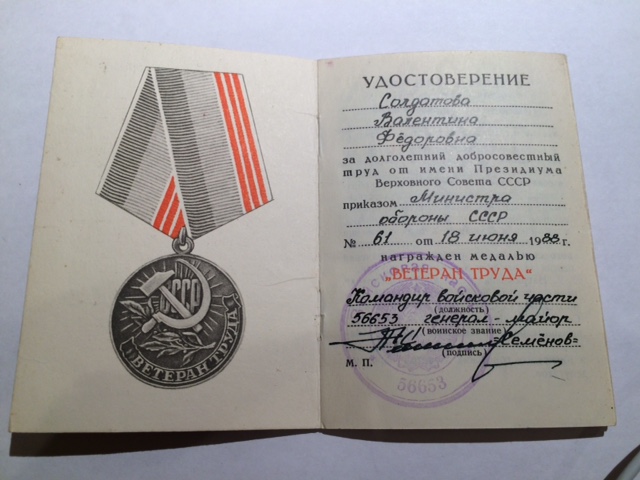 СССР
ВЕТЕРАН ТРУДА
УДОСТОВЕРЕНИЕ
Солдатова
Валентина
Фёдоровна
за долголетний добросовестный
труд от имени Президиума
Верховного Совета СССР
приказом Министра
обороны СССР
№ 61 от 18 июня 1988 г.
награжден медалью
"ВЕТЕРАН ТРУДА"
Командир войсковой части
(должность)
56653 генерал-майор
(воинское звание)
(подпись)
М. П.
56653